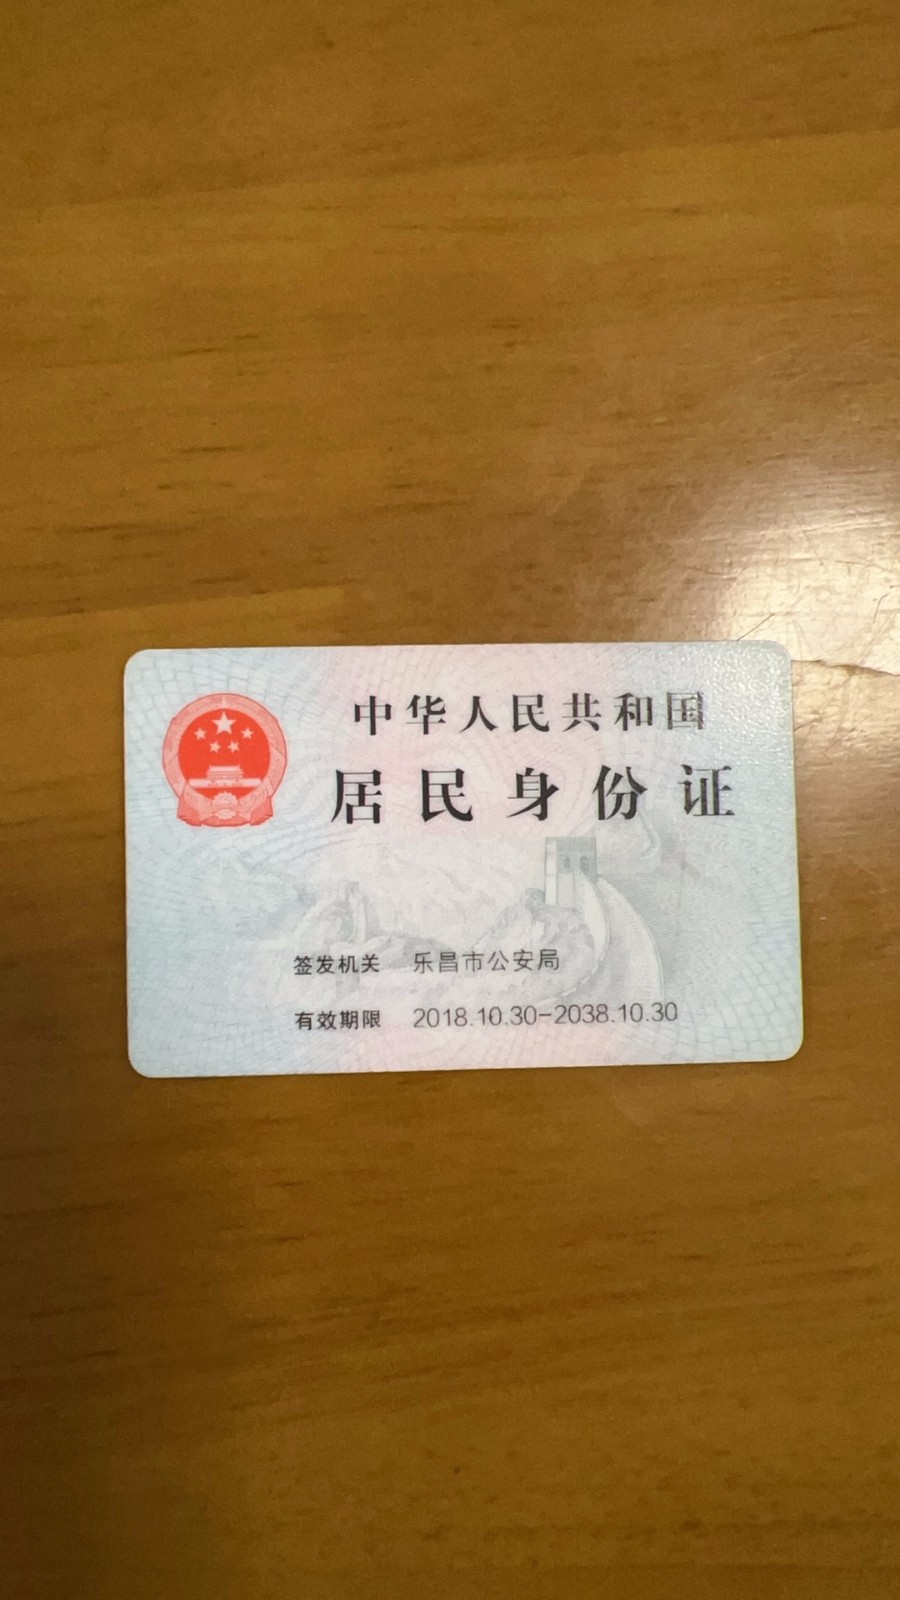 中华人民共和国
居民身份证
签发机关 乐昌市公安局
有效期限 2018.10.30-2038.10.30